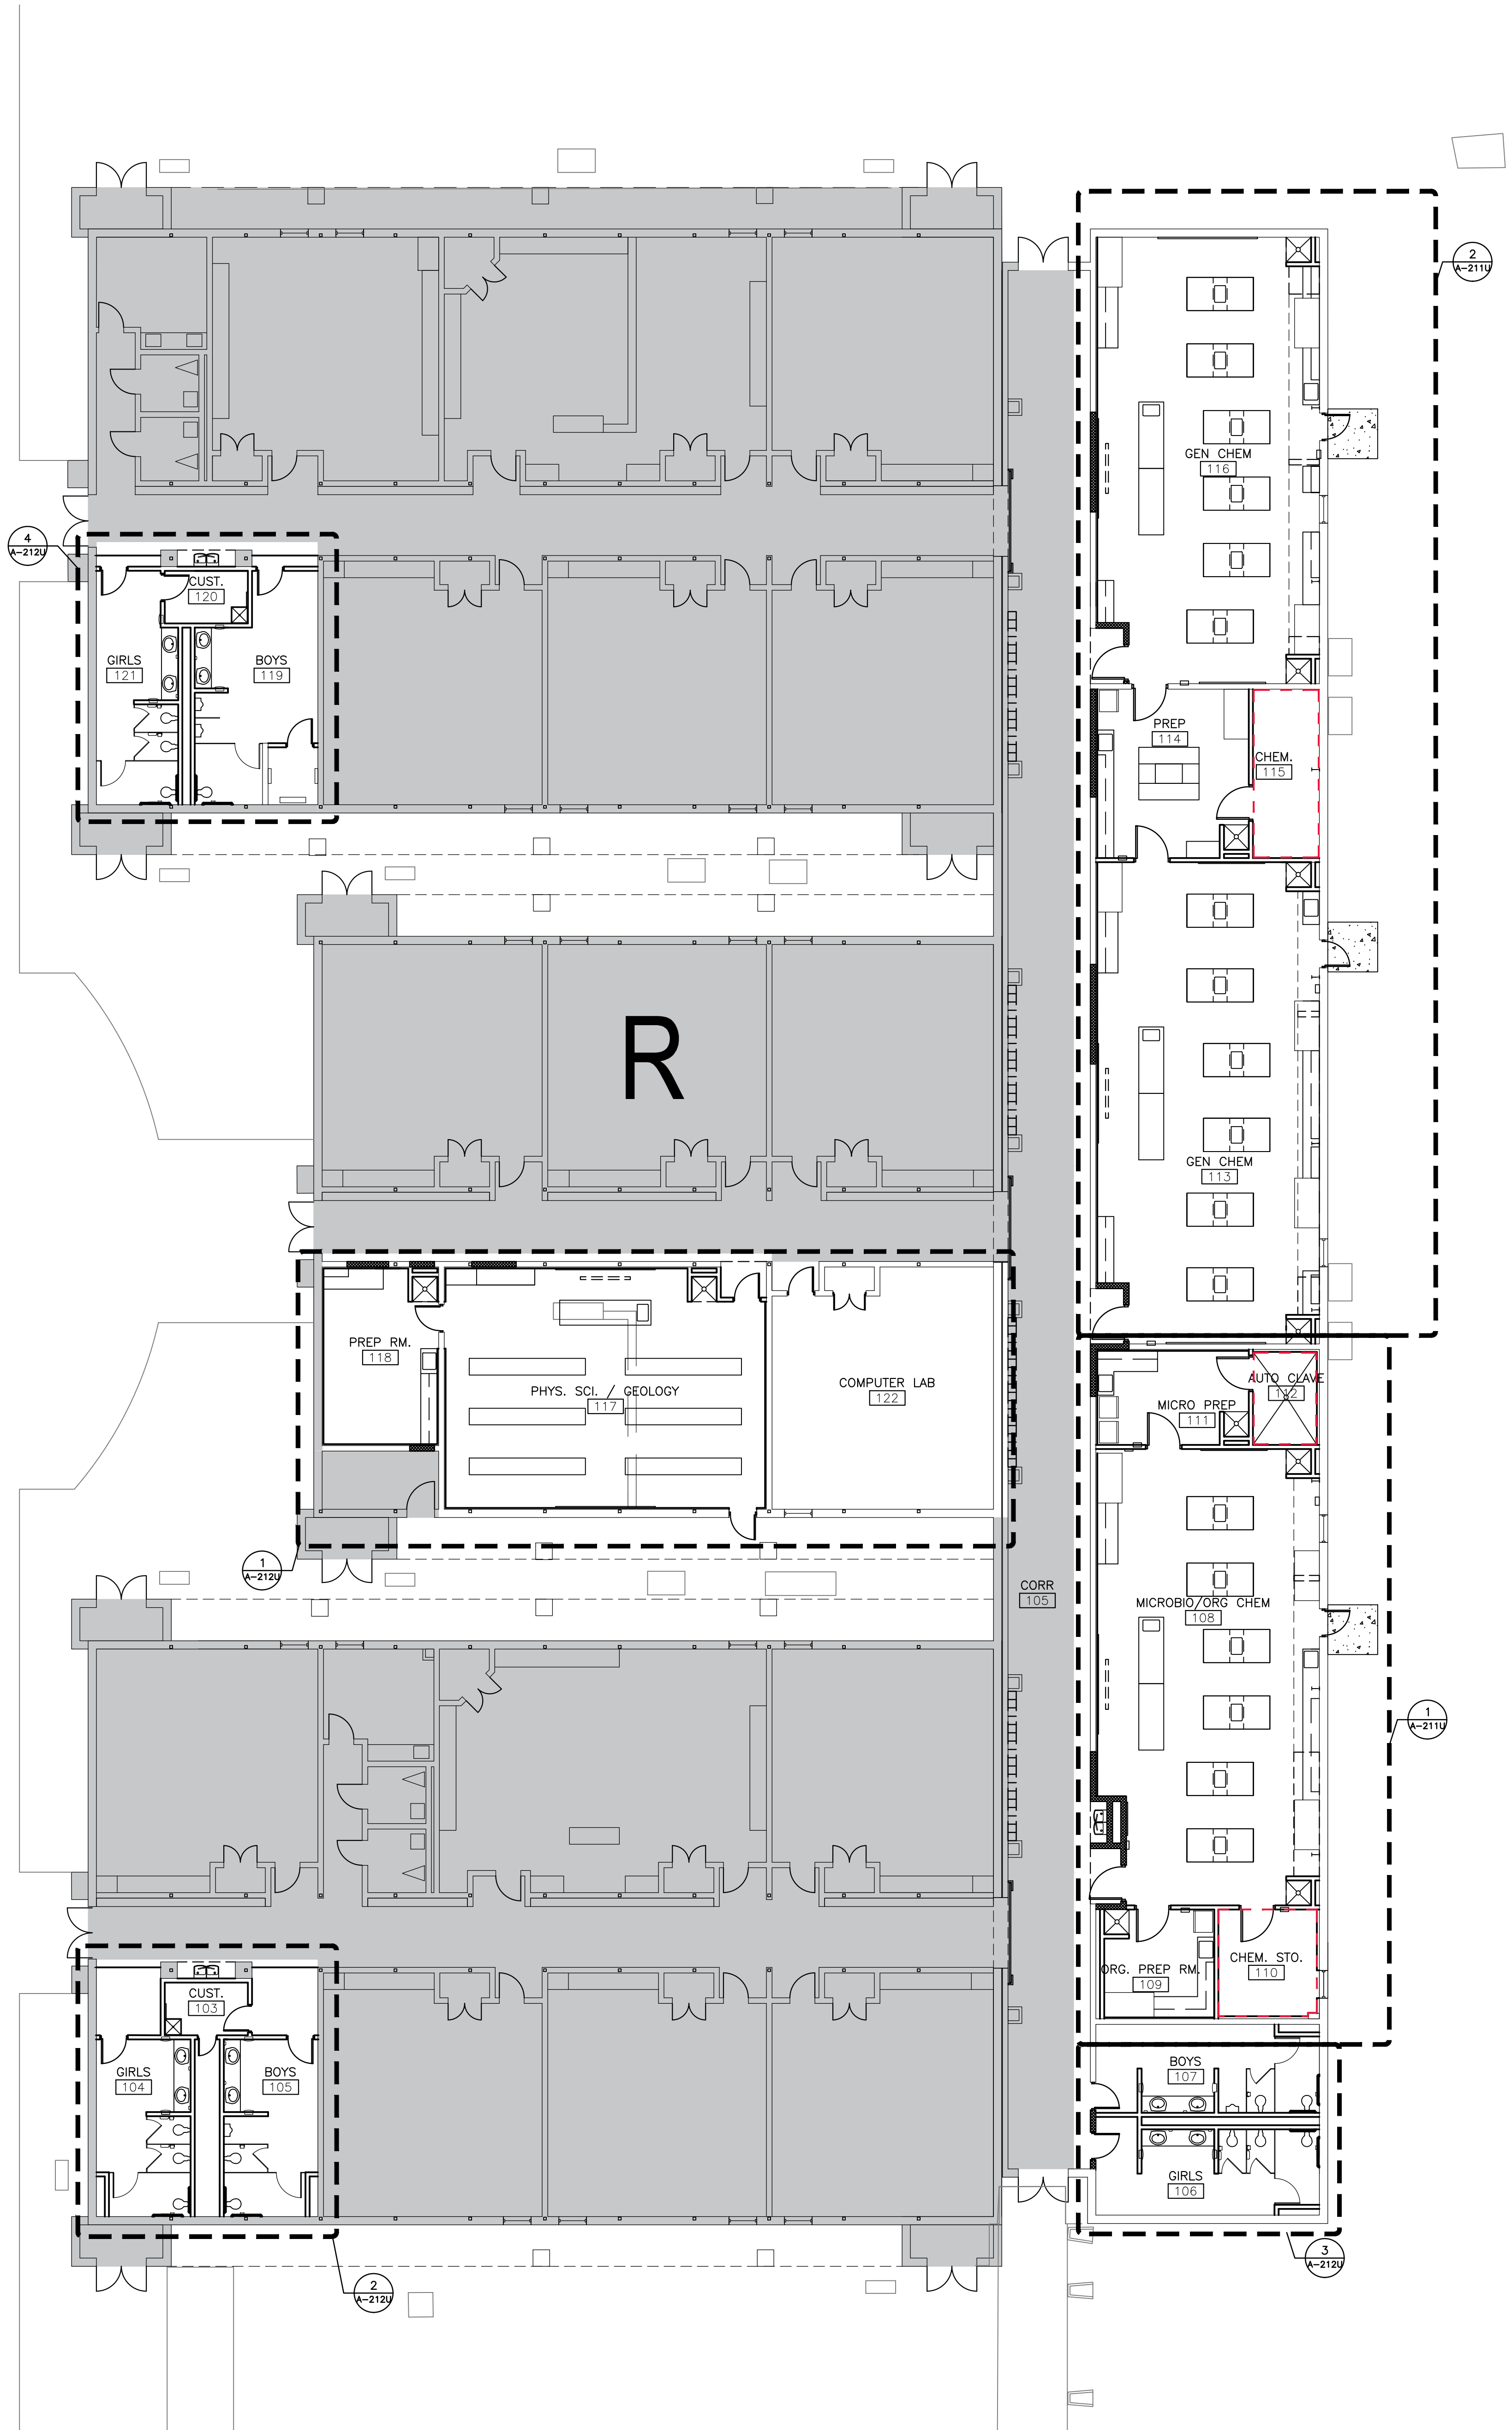 2
A-211U
GEN CHEM
116
4
A-212U
CUST.
120
GIRLS
121
BOYS
119
PREP
114
CHEM.
115
R
GEN CHEM
113
PREP RM.
118
PHYS. SCI. / GEOLOGY
117
COMPUTER LAB
122
AUTO CLAVE
112
MICRO PREP
111
1
A-212U
CORR
105
MICROBIO/ORG CHEM
108
1
A-211U
ORG. PREP RM.
109
CHEM. STO.
110
CUST.
103
GIRLS
104
BOYS
105
BOYS
107
GIRLS
106
3
A-212U
2
A-212U